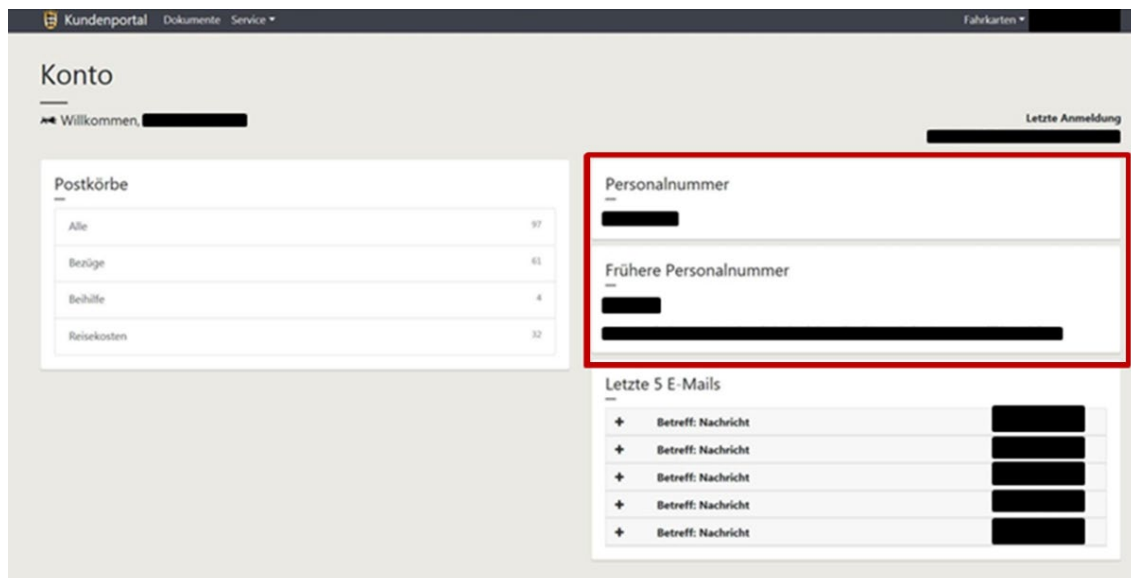 Kundenportal Dokumente Service Fahrkarten
Konto
Willkommen,
Letzte Anmeldung
Postkörbe
Alle 97
Bezüge 61
Beihilfe 4
Reisekosten 32
Personalnummer
Frühere Personalnummer
Letzte 5 E-Mails
+ Betreff: Nachricht
+ Betreff: Nachricht
+ Betreff: Nachricht
+ Betreff: Nachricht
+ Betreff: Nachricht